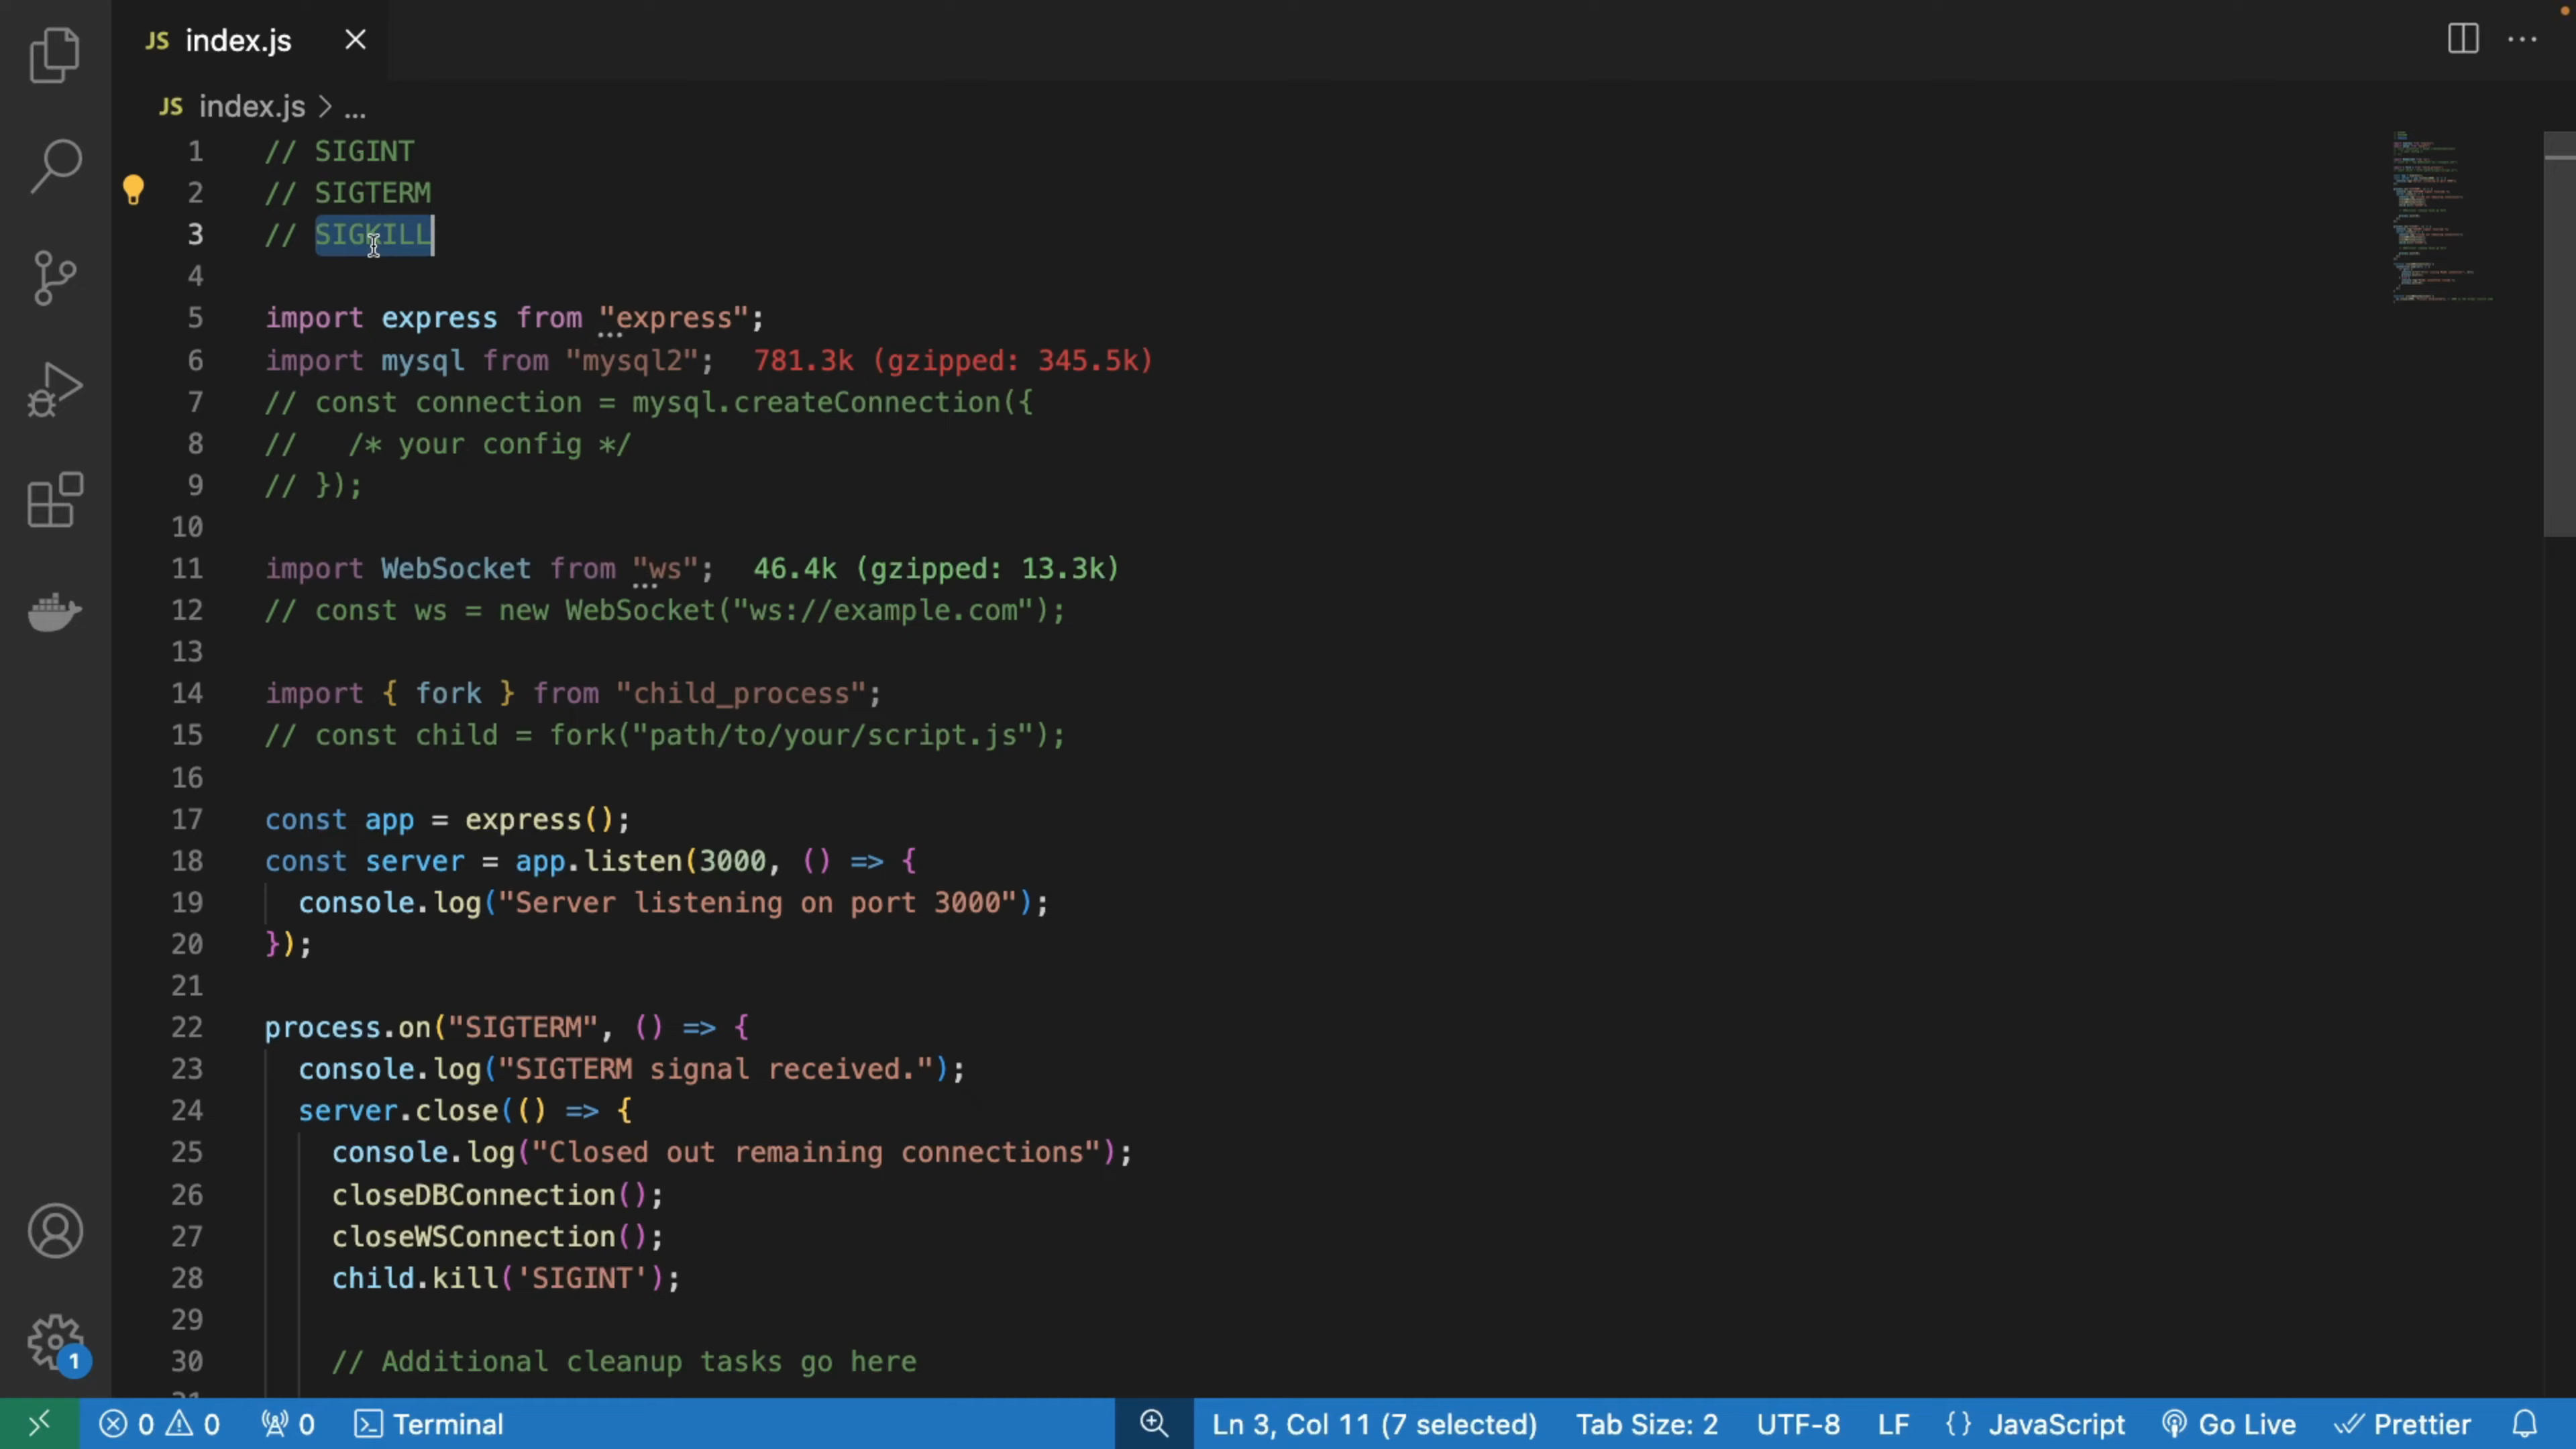 JS index.js
JS index.js > ...
1 // SIGINT
2 // SIGTERM
3 // SIGKILL
4
5 import express from "express";
6 import mysql from "mysql2"; 781.3k (gzipped: 345.5k)
7 // const connection = mysql.createConnection({
8 //   /* your config */
9 // });
10
11 import WebSocket from "ws"; 46.4k (gzipped: 13.3k)
12 // const ws = new WebSocket("ws://example.com");
13
14 import { fork } from "child_process";
15 // const child = fork("path/to/your/script.js");
16
17 const app = express();
18 const server = app.listen(3000, () => {
19   console.log("Server listening on port 3000");
20 });
21
22 process.on("SIGTERM", () => {
23   console.log("SIGTERM signal received.");
24   server.close(() => {
25     console.log("Closed out remaining connections");
26     closeDBConnection();
27     closeWSConnection();
28     child.kill('SIGINT');
29
30     // Additional cleanup tasks go here
1
0 0 0 Terminal Ln 3, Col 11 (7 selected) Tab Size: 2 UTF-8 LF {} JavaScript Go Live Prettier